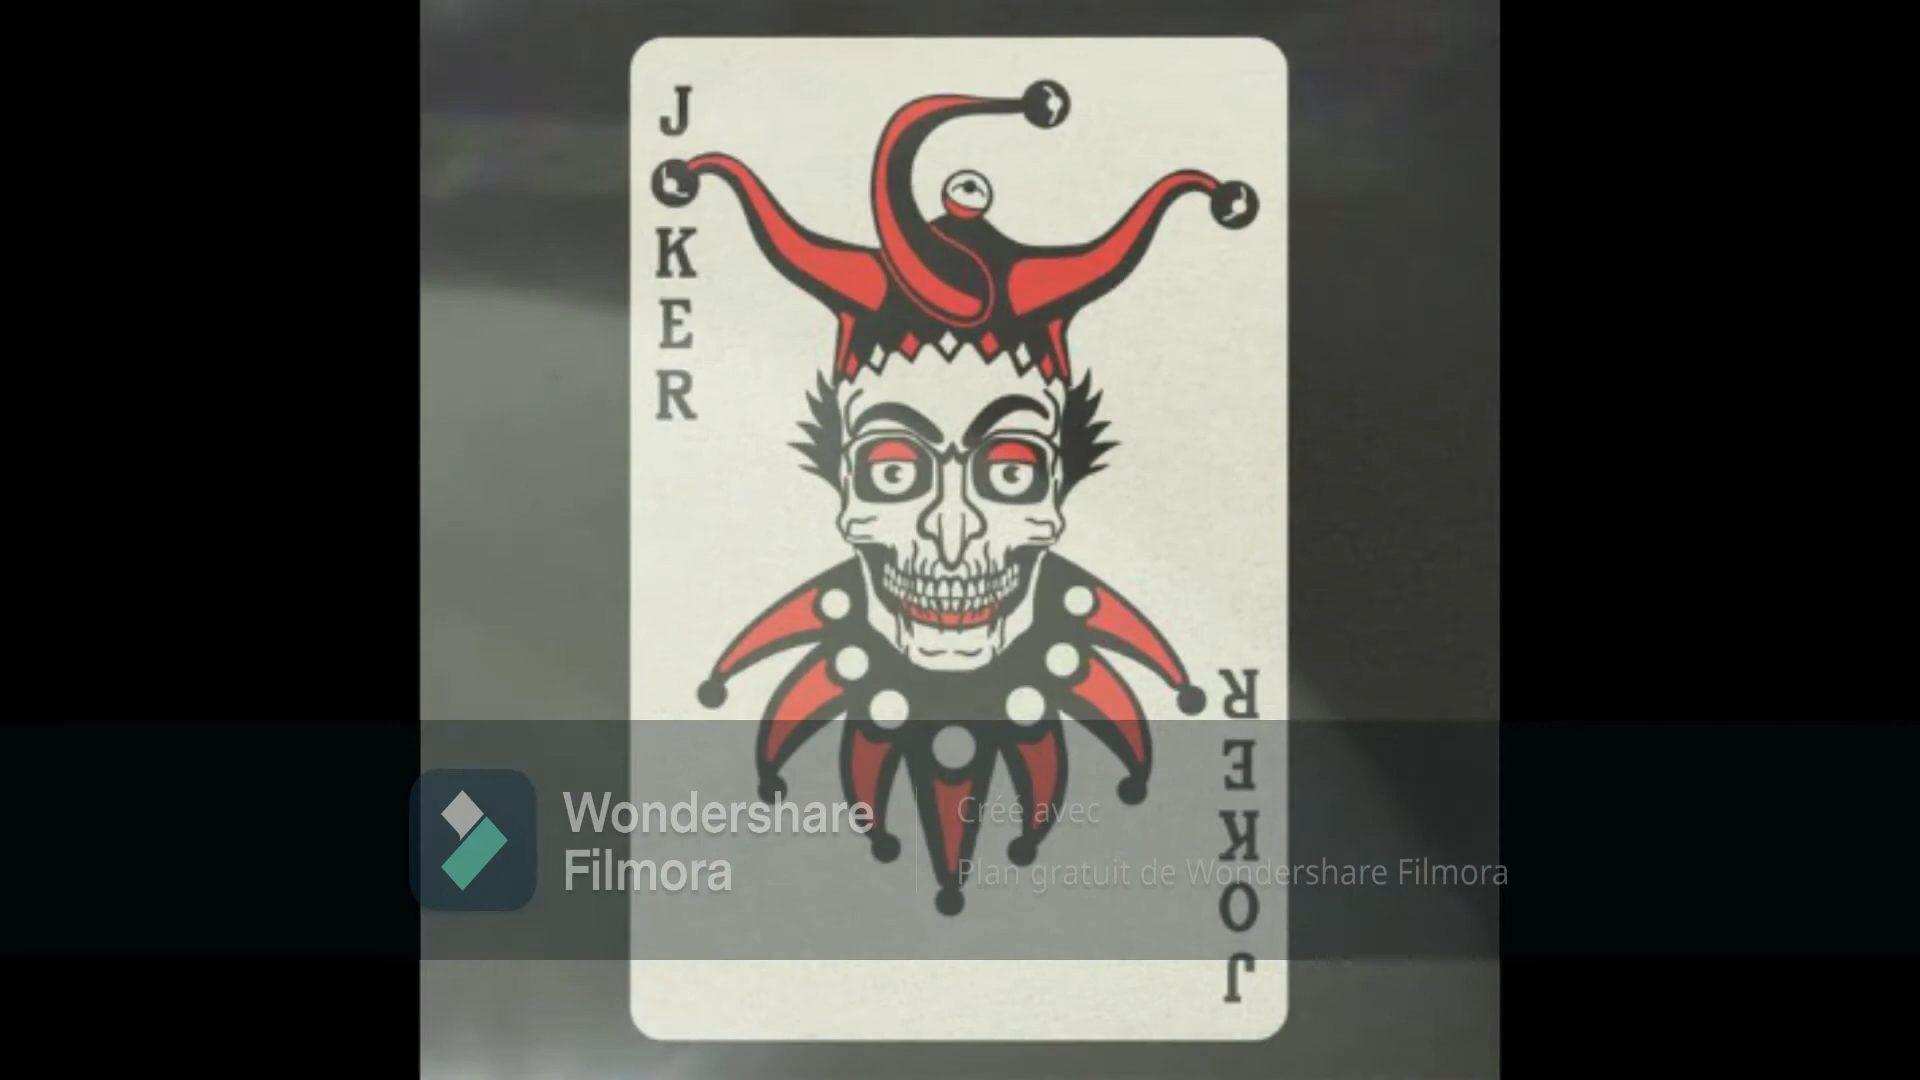 JOKER
Wondershare
Filmora
Créé avec
Plan gratuit de Wondershare Filmora
JOKER